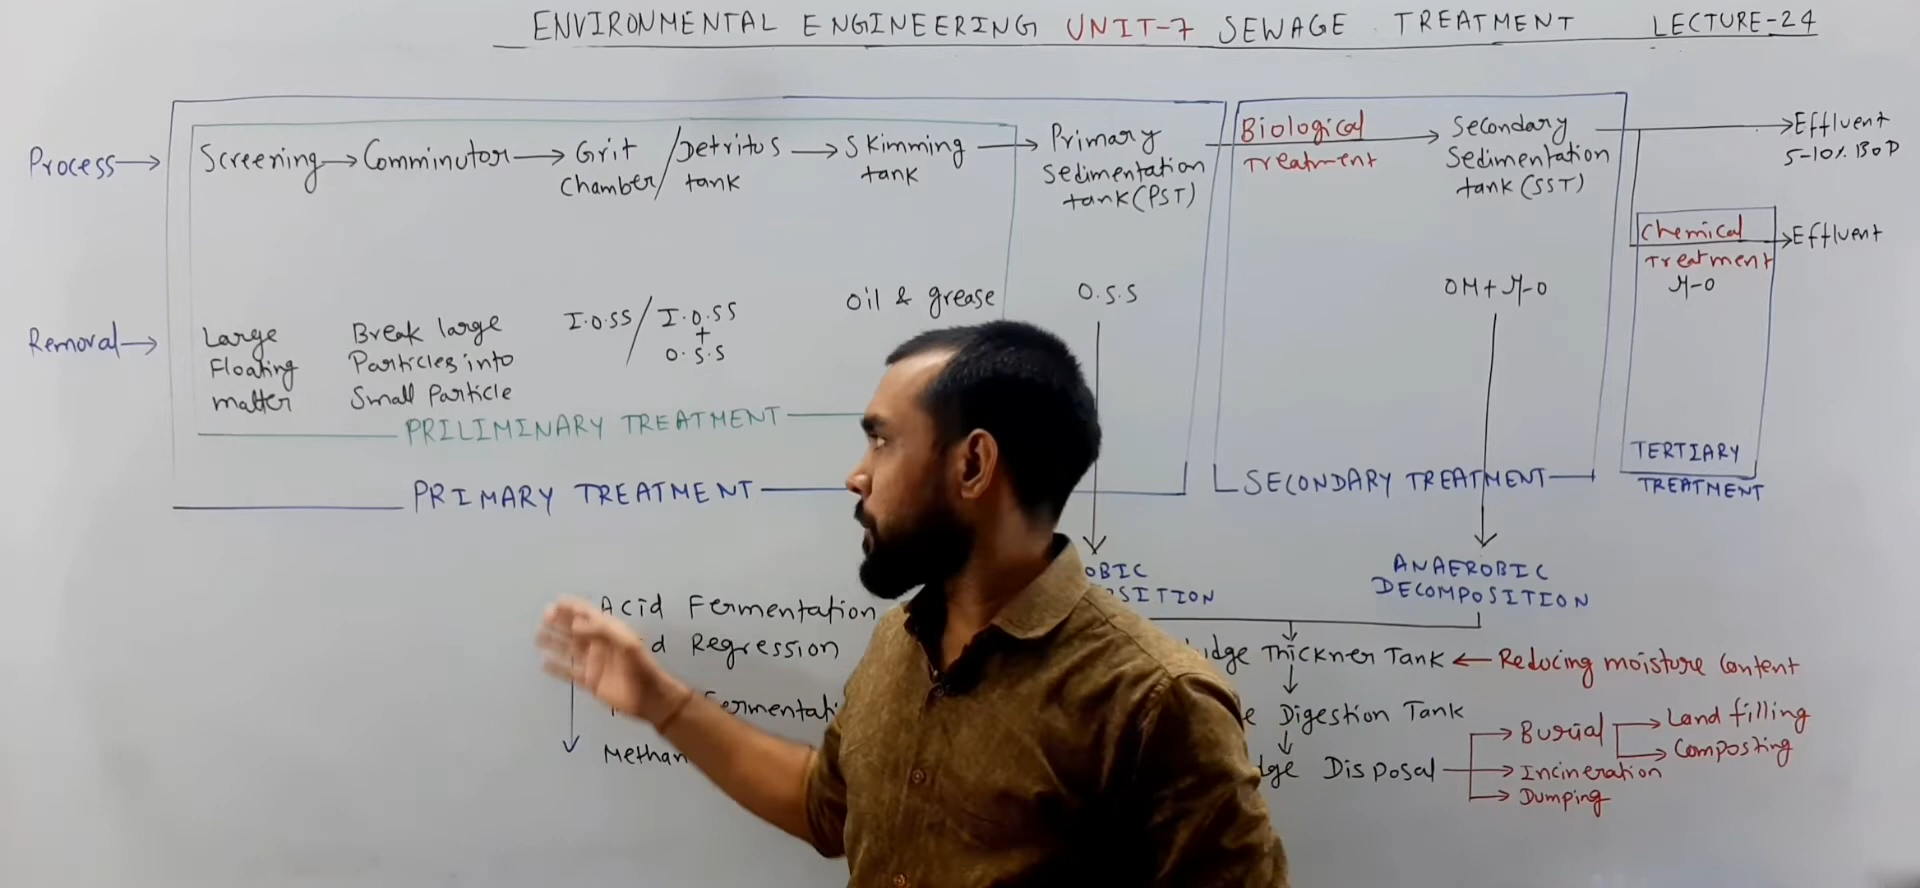 ENVIRONMENTAL ENGINEERING UNIT-7 SEWAGE TREATMENT LECTURE-24
Process→ Screening→Comminutor→Grit / Detritus → Skimming → Primary → Biological → Secondary → Effluent
Chamber/ tank tank Sedimentation Treatment Sedimentation 5-10% BOD
tank(PST) tank(SST)
Chemical → Effluent
Treatment
Removal→ Large Break large I.O.SS / I.O.SS Oil & grease O.S.S OM+M-O M-O
Floating Particles into +
matter Small Particle O.S.S
PRILIMINARY TREATMENT
PRIMARY TREATMENT
SECONDARY TREATMENT
TERTIARY
TREATMENT
ANAEROBIC
DECOMPOSITION
Acid Fermentation
Regression
Thickner Tank ← Reducing moisture Content
Digestion Tank
Disposal → Burial → Land filling
→ Composting
→ Incineration
→ Dumping